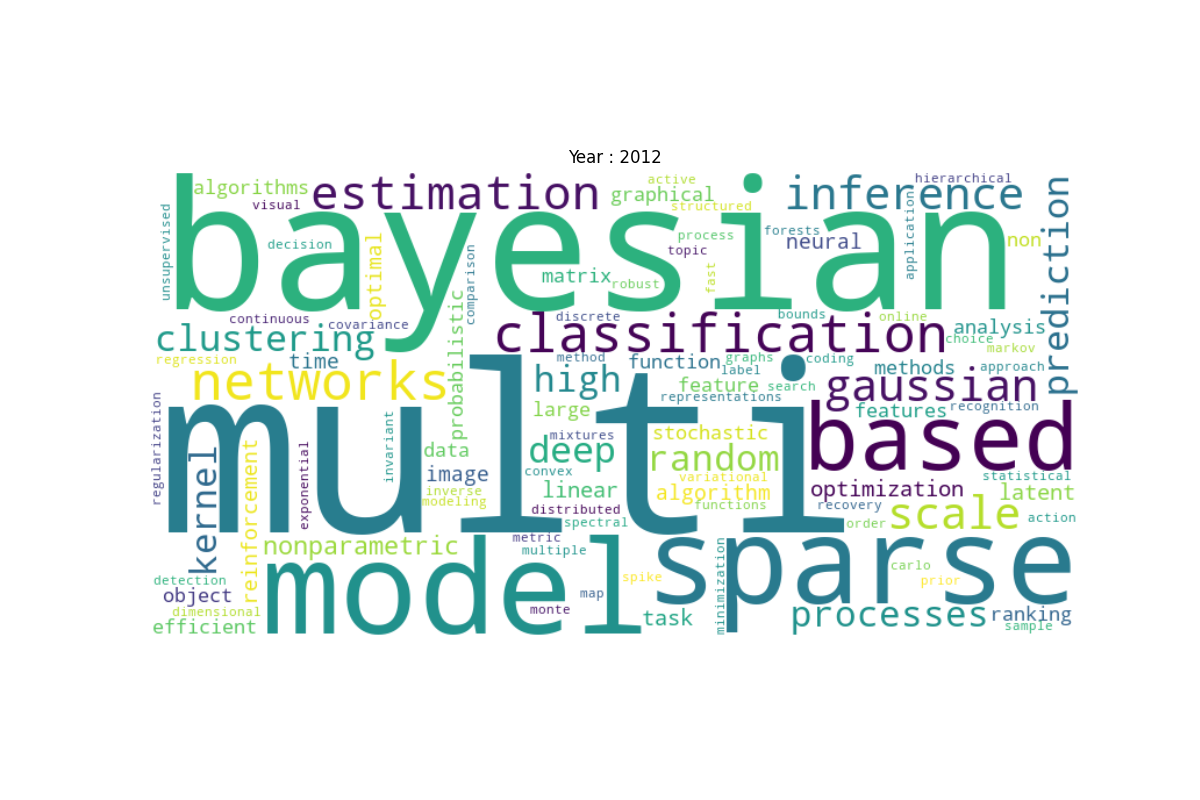 Year : 2012
algorithms
estimation
active
graphical
structured
inference
hierarchical
visual
bayesian
unsupervised
decision
optimal
comparison
process
topic
forests
neural
application
non
prediction
matrix
robust
fast
continuous
covariance
probabilistic
discrete
bounds
online
clustering
classification
analysis
choice
markov
regression
time
method
function
graphs
label
coding
methods
approach
networks
high
feature
search
representations
gaussian
features
recognition
multi
large
mixtures
stochastic
based
regularization
kernel
reinforcement
exponential
invariant
data
image
inverse
modeling
deep
convex
linear
distributed
spectral
random
variational
algorithm
functions
optimization
recovery
statistical
latent
scale
order
action
nonparametric
metric
multiple
model
sparse
minimization
detection
object
dimensional
efficient
spike
map
monte
task
carlo
prior
processes
ranking
sample